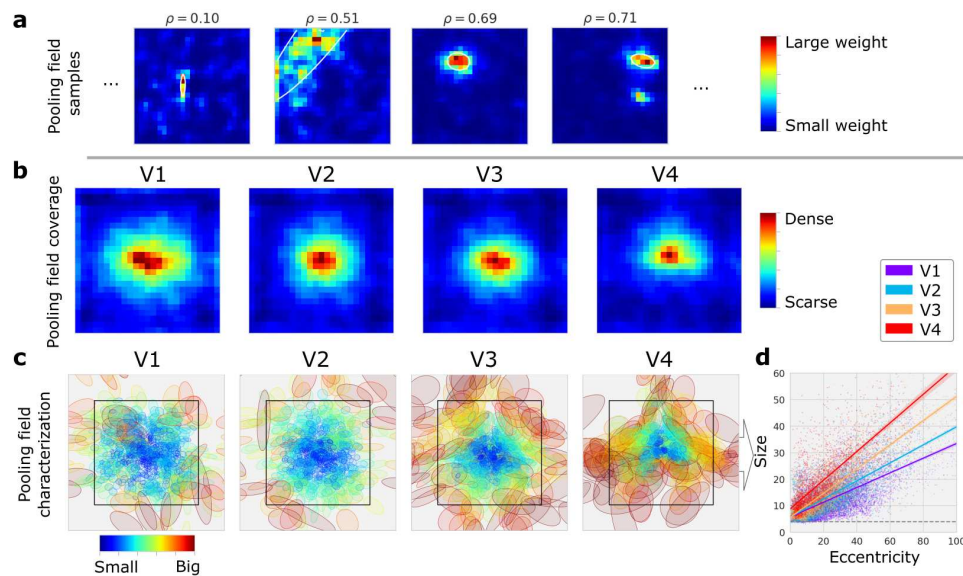 a
ρ = 0.10
ρ = 0.51
ρ = 0.69
ρ = 0.71
Pooling field
samples
...
...
Large weight
Small weight
b
V1
V2
V3
V4
Pooling field coverage
Dense
Scarse
V1
V2
V3
V4
c
V1
V2
V3
V4
d
Pooling field
characterization
Small
Big
Size
60
50
40
30
20
10
0
0
20
40
60
80
100
Eccentricity